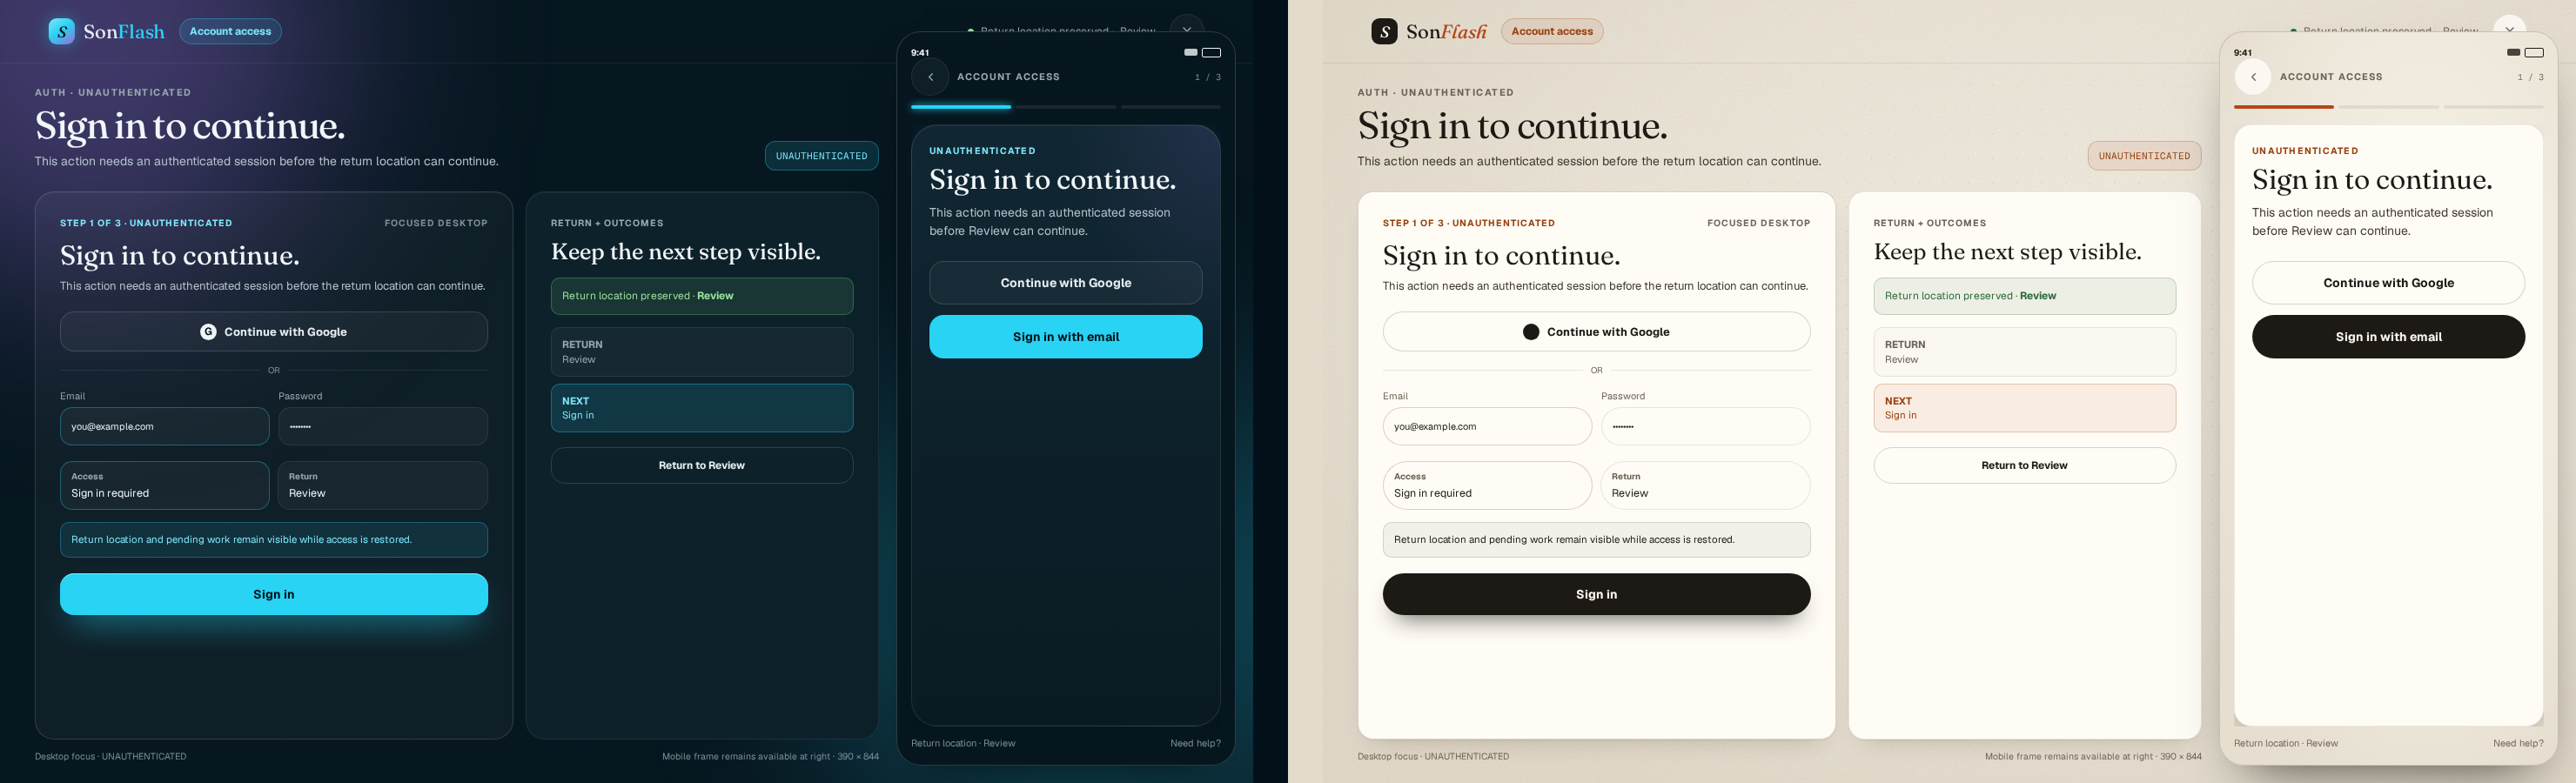 S SonFlash Account access
Return location preserved · Review
AUTH · UNAUTHENTICATED
Sign in to continue.
This action needs an authenticated session before the return location can continue.
UNAUTHENTICATED
STEP 1 OF 3 · UNAUTHENTICATED FOCUSED DESKTOP
Sign in to continue.
This action needs an authenticated session before the return location can continue.
G Continue with Google
OR
Email Password
you@example.com ••••••••
Access Return
Sign in required Review
Return location and pending work remain visible while access is restored.
Sign in
RETURN + OUTCOMES
Keep the next step visible.
Return location preserved · Review
RETURN
Review
NEXT
Sign in
Return to Review
Desktop focus · UNAUTHENTICATED Mobile frame remains available at right · 390 × 844
9:41
ACCOUNT ACCESS 1 / 3
UNAUTHENTICATED
Sign in to continue.
This action needs an authenticated session
before Review can continue.
Continue with Google
Sign in with email
Return location · Review Need help?
S SonFlash Account access
Return location preserved · Review
AUTH · UNAUTHENTICATED
Sign in to continue.
This action needs an authenticated session before the return location can continue.
UNAUTHENTICATED
STEP 1 OF 3 · UNAUTHENTICATED FOCUSED DESKTOP
Sign in to continue.
This action needs an authenticated session before the return location can continue.
Continue with Google
OR
Email Password
you@example.com ••••••••
Access Return
Sign in required Review
Return location and pending work remain visible while access is restored.
Sign in
RETURN + OUTCOMES
Keep the next step visible.
Return location preserved · Review
RETURN
Review
NEXT
Sign in
Return to Review
Desktop focus · UNAUTHENTICATED Mobile frame remains available at right · 390 × 844
9:41
ACCOUNT ACCESS 1 / 3
UNAUTHENTICATED
Sign in to continue.
This action needs an authenticated session
before Review can continue.
Continue with Google
Sign in with email
Return location · Review Need help?